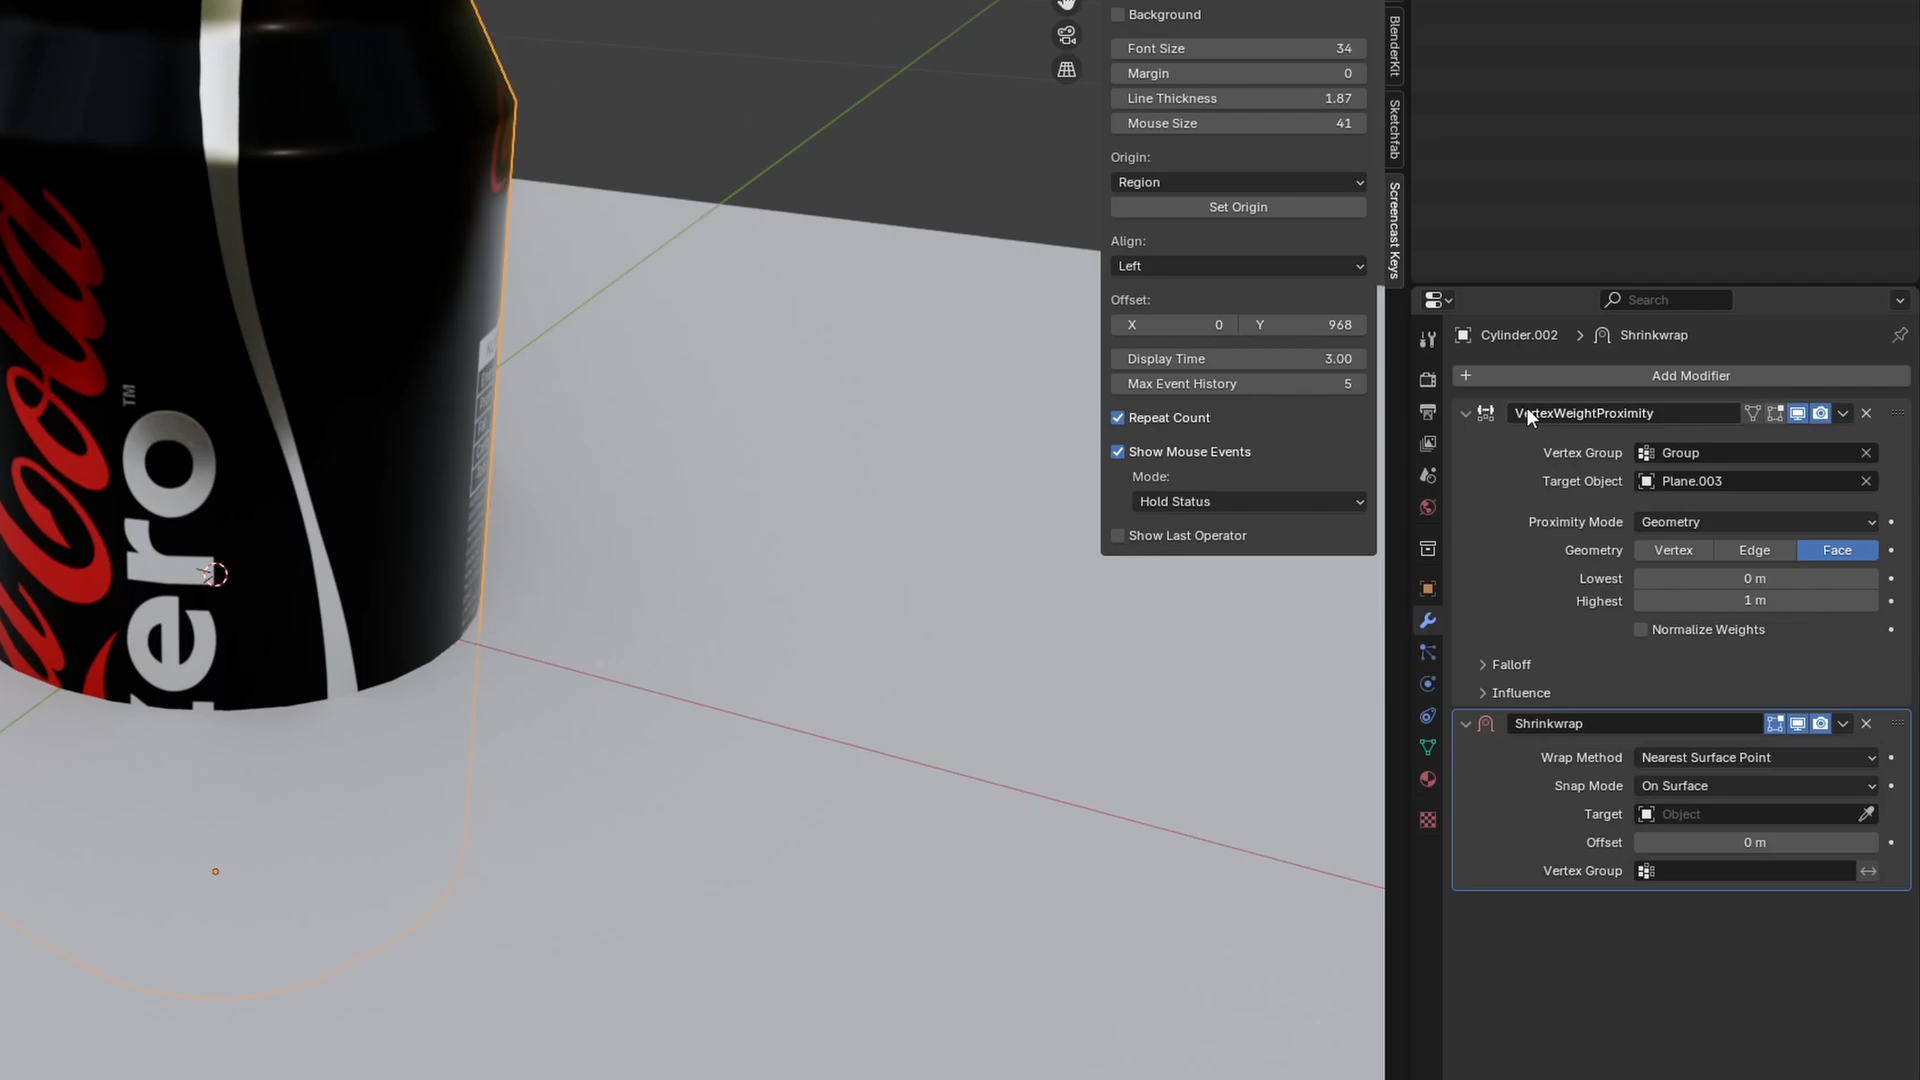 Cola
zero
TM
Background
Font Size 34
Margin 0
Line Thickness 1.87
Mouse Size 41
Origin:
Region
Set Origin
Align:
Left
Offset:
X 0 Y 968
Display Time 3.00
Max Event History 5
Repeat Count
Show Mouse Events
Mode:
Hold Status
Show Last Operator
BlenderKit
Sketchfab
Screencast Keys
Search
Cylinder.002 > Shrinkwrap
+ Add Modifier
VertexWeightProximity
Vertex Group Group
Target Object Plane.003
Proximity Mode Geometry
Geometry Vertex Edge Face
Lowest 0 m
Highest 1 m
Normalize Weights
Falloff
Influence
Shrinkwrap
Wrap Method Nearest Surface Point
Snap Mode On Surface
Target Object
Offset 0 m
Vertex Group